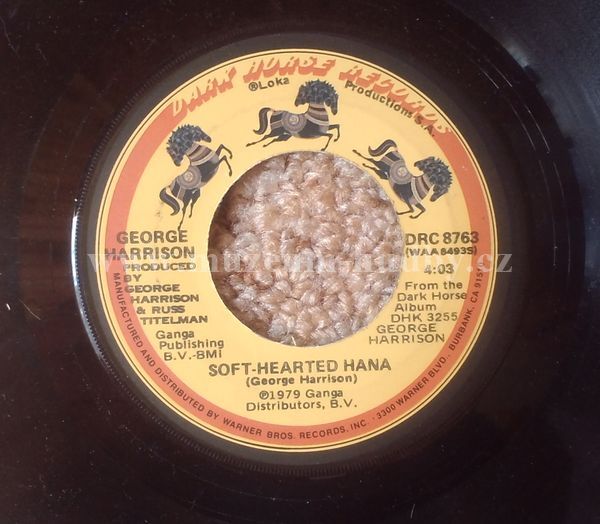 DARK HORSE RECORDS
℗Loka Productions S.A.
GEORGE
HARRISON
PRODUCED
BY
GEORGE
HARRISON
& RUSS
TITELMAN
Ganga
Publishing
B.V.-BMI
DRC 8763
(WAA 8493S)
4:03
From the
Dark Horse
Album
DHK 3255
GEORGE
HARRISON
SOFT-HEARTED HANA
(George Harrison)
℗1979 Ganga
Distributors, B.V.
MANUFACTURED AND DISTRIBUTED BY WARNER BROS. RECORDS, INC. · 3300 WARNER BLVD., BURBANK, CA 91510